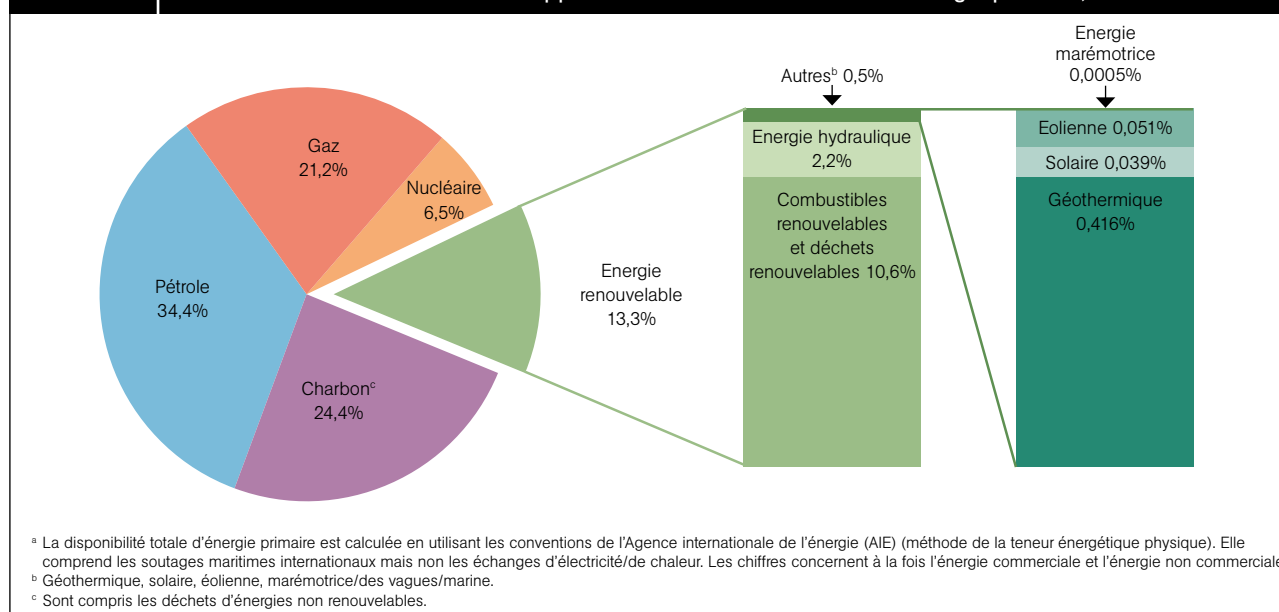 Gaz
21,2%
Nucléaire
6,5%
Pétrole
34,4%
Charbonᶜ
24,4%
Energie
renouvelable
13,3%
Autresᵇ 0,5%
Energie hydraulique
2,2%
Combustibles
renouvelables
et déchets
renouvelables 10,6%
Energie
marémotrice
0,0005%
Eolienne 0,051%
Solaire 0,039%
Géothermique
0,416%
ᵃ La disponibilité totale d'énergie primaire est calculée en utilisant les conventions de l'Agence internationale de l'énergie (AIE) (méthode de la teneur énergétique physique). Elle
comprend les soutages maritimes internationaux mais non les échanges d'électricité/de chaleur. Les chiffres concernent à la fois l'énergie commerciale et l'énergie non commerciale
ᵇ Géothermique, solaire, éolienne, marémotrice/des vagues/marine.
ᶜ Sont compris les déchets d'énergies non renouvelables.